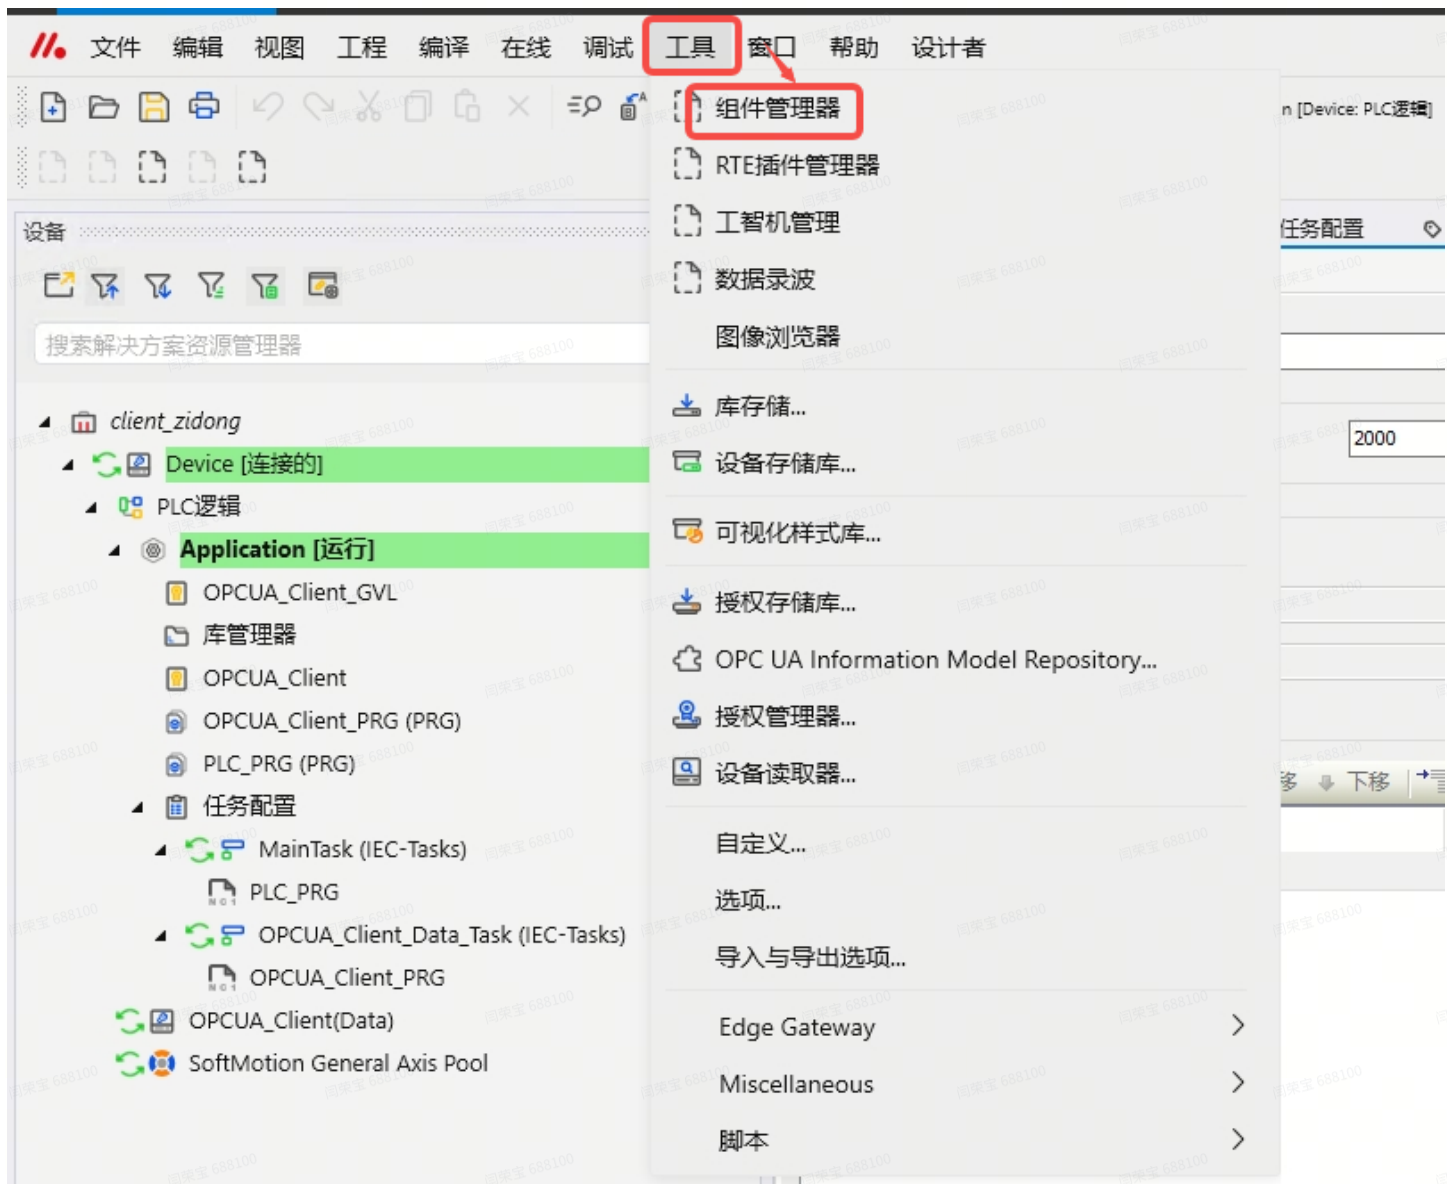 文件 编辑 视图 工程 编译 在线 调试 工具 窗口 帮助 设计者
n [Device: PLC逻辑]
组件管理器
RTE插件管理器
工智机管理
数据录波
图像浏览器
库存储...
设备存储库...
可视化样式库...
授权存储库...
OPC UA Information Model Repository...
授权管理器...
设备读取器...
自定义...
选项...
导入与导出选项...
Edge Gateway
Miscellaneous
脚本
设备
搜索解决方案资源管理器
client_zidong
Device [连接的]
PLC逻辑
Application [运行]
OPCUA_Client_GVL
库管理器
OPCUA_Client
OPCUA_Client_PRG (PRG)
PLC_PRG (PRG)
任务配置
MainTask (IEC-Tasks)
PLC_PRG
OPCUA_Client_Data_Task (IEC-Tasks)
OPCUA_Client_PRG
OPCUA_Client(Data)
SoftMotion General Axis Pool
任务配置
2000
移 下移